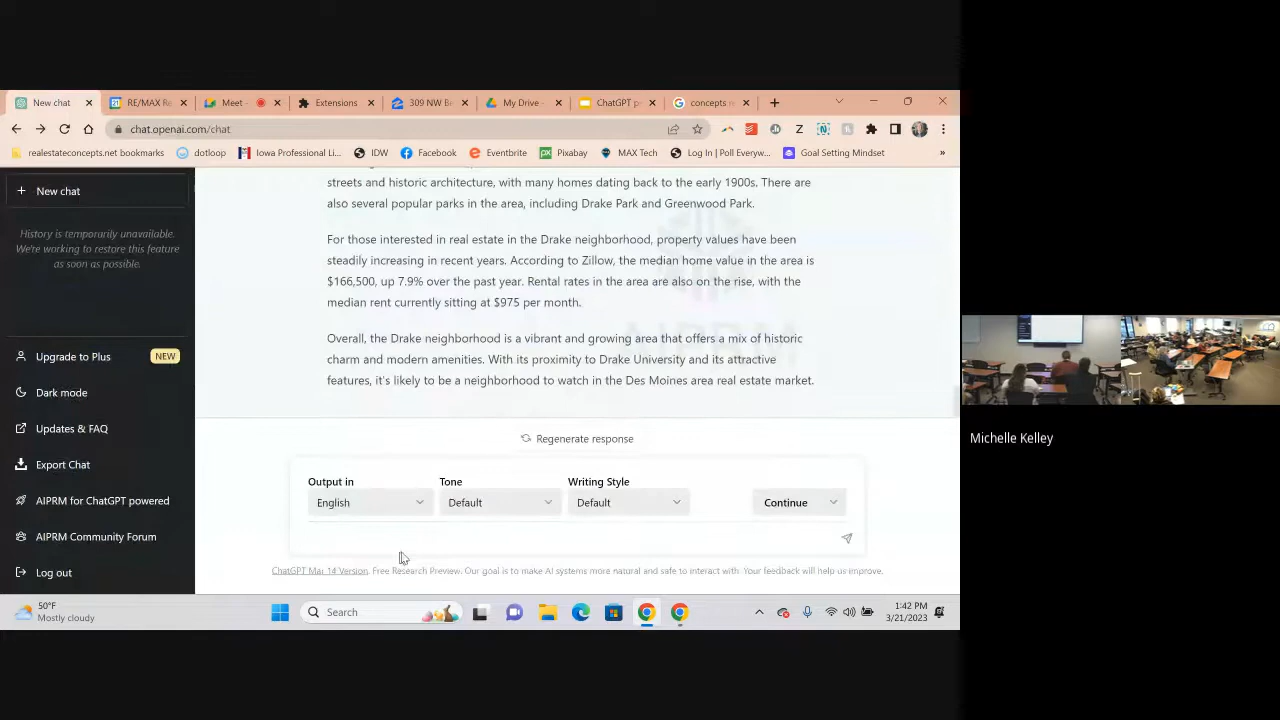 New chat
RE/MAX Re
Meet -
Extensions
309 NW B
My Drive -
ChatGPT p
concepts
chat.openai.com/chat
realestateconcepts.net bookmarks
dotloop
Iowa Professional Li...
IDW
Facebook
Eventbrite
Pixabay
MAX Tech
Log In | Poll Everyw...
Goal Setting Mindset
»
New chat
History is temporarily unavailable.
We're working to restore this feature
as soon as possible.
Upgrade to Plus
NEW
Dark mode
Updates & FAQ
Export Chat
AIPRM for ChatGPT powered
AIPRM Community Forum
Log out
streets and historic architecture, with many homes dating back to the early 1900s. There are
also several popular parks in the area, including Drake Park and Greenwood Park.
For those interested in real estate in the Drake neighborhood, property values have been
steadily increasing in recent years. According to Zillow, the median home value in the area is
$166,500, up 7.9% over the past year. Rental rates in the area are also on the rise, with the
median rent currently sitting at $975 per month.
Overall, the Drake neighborhood is a vibrant and growing area that offers a mix of historic
charm and modern amenities. With its proximity to Drake University and its attractive
features, it's likely to be a neighborhood to watch in the Des Moines area real estate market.
AIPRM
Regenerate response
Output in
Tone
Writing Style
English
Default
Default
Continue
ChatGPT Mar 14 Version. Free Research Preview. Our goal is to make AI systems more natural and safe to interact with. Your feedback will help us improve.
50°F
Mostly cloudy
Search
1:42 PM
3/21/2023
Michelle Kelley